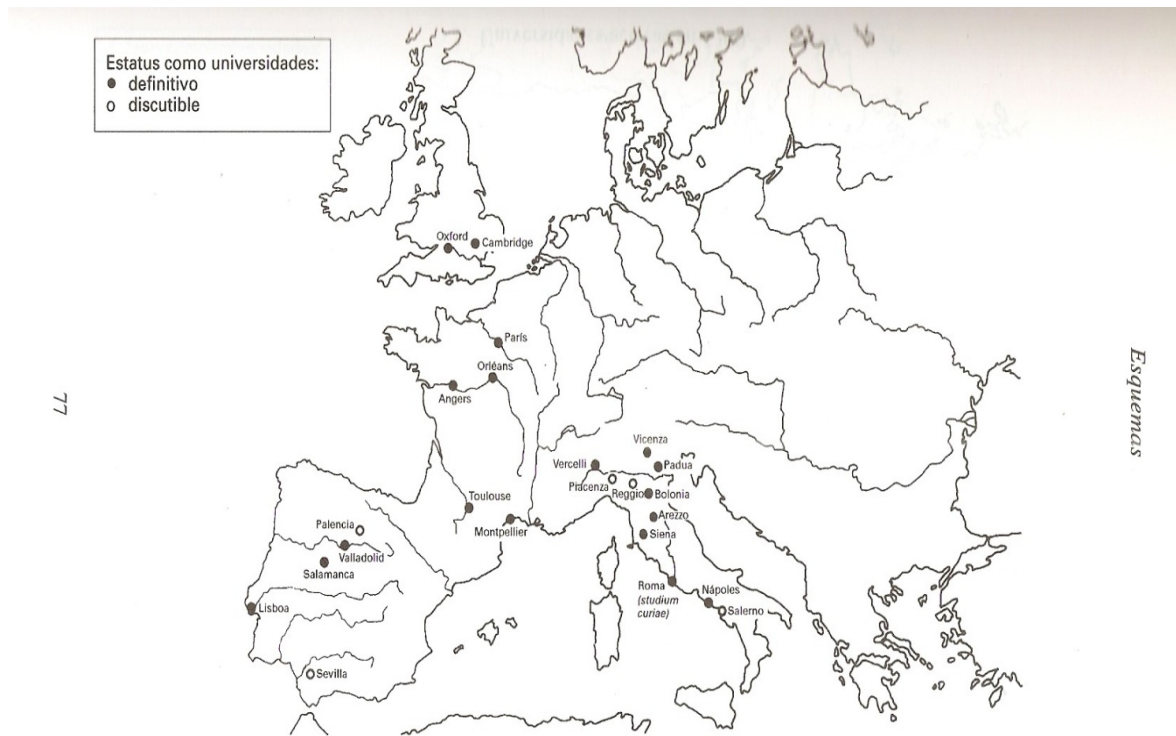 Estatus como universidades:
● definitivo
○ discutible
Oxford
Cambridge
París
Orléans
Angers
Vicenza
Vercelli
Padua
Piacenza
Reggio
Bolonia
Toulouse
Arezzo
Montpellier
Siena
Palencia
Valladolid
Salamanca
Roma
(studium
curiae)
Nápoles
Salerno
Lisboa
Sevilla
Esquemas
77